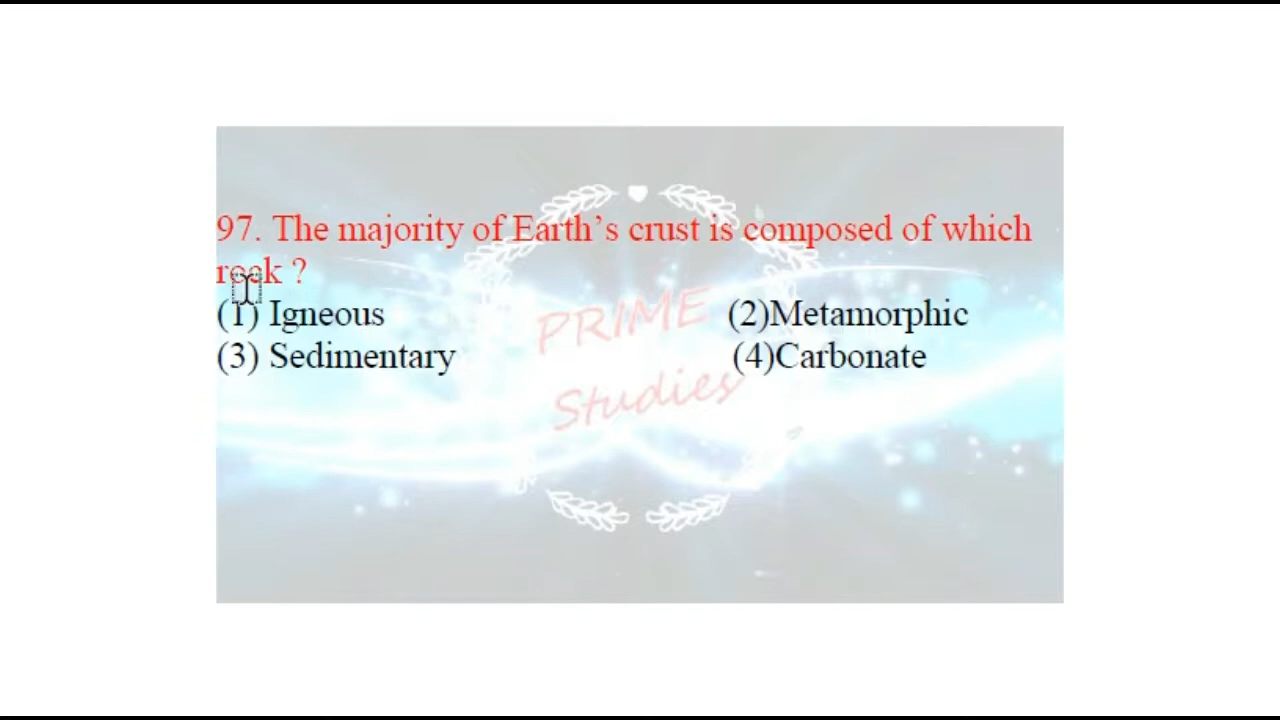 97. The majority of Earth's crust is composed of which
rock ?
(1) Igneous (2)Metamorphic
(3) Sedimentary (4)Carbonate
PRIME
Studies